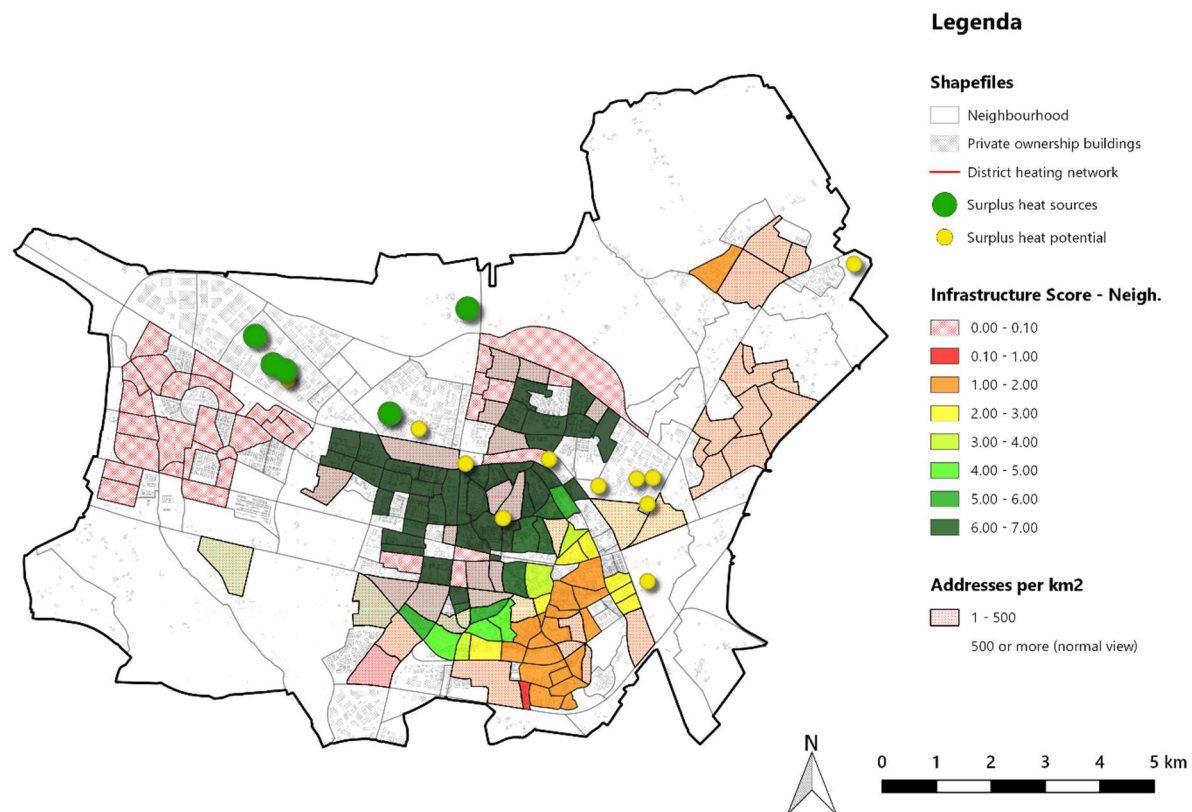 Legenda
Shapefiles
Neighbourhood
Private ownership buildings
District heating network
Surplus heat sources
Surplus heat potential
Infrastructure Score - Neigh.
0.00 - 0.10
0.10 - 1.00
1.00 - 2.00
2.00 - 3.00
3.00 - 4.00
4.00 - 5.00
5.00 - 6.00
6.00 - 7.00
Addresses per km2
1 - 500
500 or more (normal view)
N
0 1 2 3 4 5 km